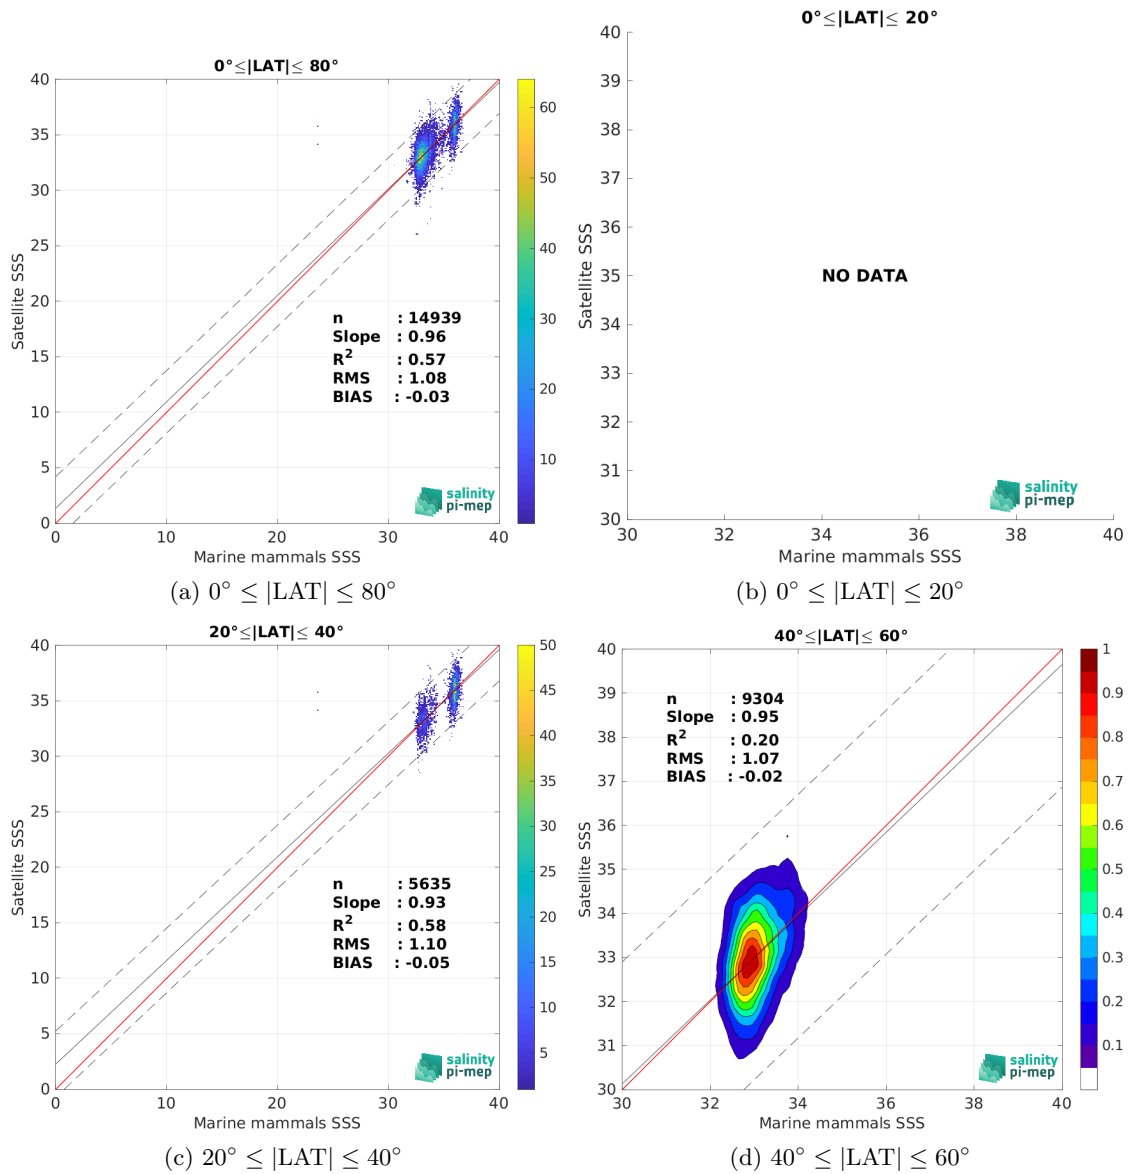 0°≤|LAT|≤ 80°
40
35
30
25
20
15
10
5
0
0
10
20
30
40
Satellite SSS
Marine mammals SSS
n : 14939
Slope : 0.96
R² : 0.57
RMS : 1.08
BIAS : -0.03
salinity
pi-mep
60
50
40
30
20
10
(a) 0° ≤ |LAT| ≤ 80°
0°≤|LAT|≤ 20°
40
39
38
37
36
35
34
33
32
31
30
30
32
34
36
38
40
Satellite SSS
Marine mammals SSS
NO DATA
salinity
pi-mep
(b) 0° ≤ |LAT| ≤ 20°
20°≤|LAT|≤ 40°
40
35
30
25
20
15
10
5
0
0
10
20
30
40
Satellite SSS
Marine mammals SSS
n : 5635
Slope : 0.93
R² : 0.58
RMS : 1.10
BIAS : -0.05
salinity
pi-mep
50
45
40
35
30
25
20
15
10
5
(c) 20° ≤ |LAT| ≤ 40°
40°≤|LAT|≤ 60°
40
39
38
37
36
35
34
33
32
31
30
30
32
34
36
38
40
Satellite SSS
Marine mammals SSS
n : 9304
Slope : 0.95
R² : 0.20
RMS : 1.07
BIAS : -0.02
salinity
pi-mep
1
0.9
0.8
0.7
0.6
0.5
0.4
0.3
0.2
0.1
(d) 40° ≤ |LAT| ≤ 60°